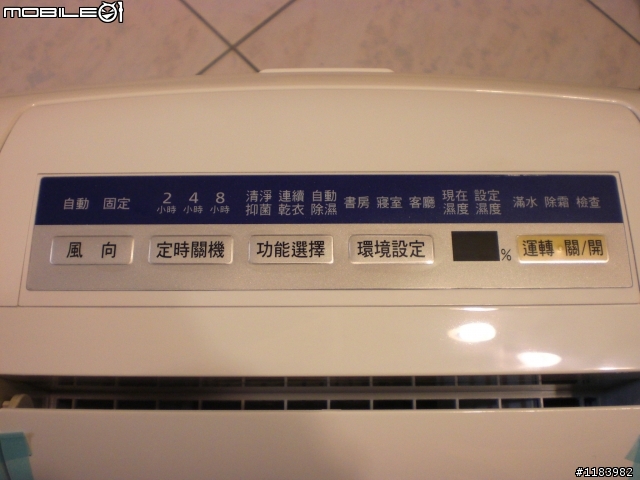 MOBILE01
自動 固定 2 4 8 清淨 連續 自動 書房 寢室 客廳 現在 設定 滿水 除霜 檢查
小時 小時 小時 抑菌 乾衣 除濕 濕度 濕度
風 向 定時關機 功能選擇 環境設定 % 運轉 關/開
#1183982